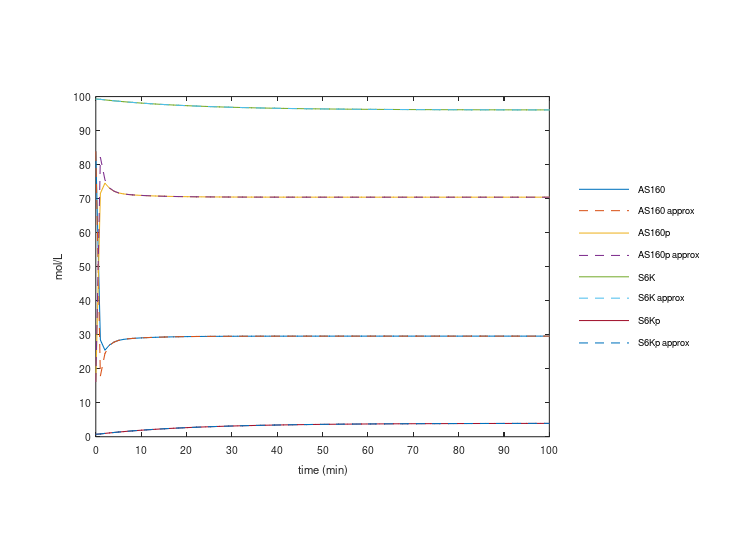 100
90
80
70
60
50
40
30
20
10
0
mol/L
0 10 20 30 40 50 60 70 80 90 100
time (min)
AS160
AS160 approx
AS160p
AS160p approx
S6K
S6K approx
S6Kp
S6Kp approx